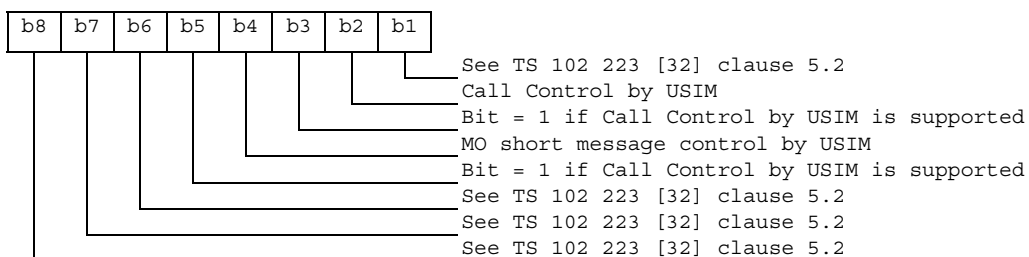 b8 b7 b6 b5 b4 b3 b2 b1
See TS 102 223 [32] clause 5.2
Call Control by USIM
Bit = 1 if Call Control by USIM is supported
MO short message control by USIM
Bit = 1 if Call Control by USIM is supported
See TS 102 223 [32] clause 5.2
See TS 102 223 [32] clause 5.2
See TS 102 223 [32] clause 5.2